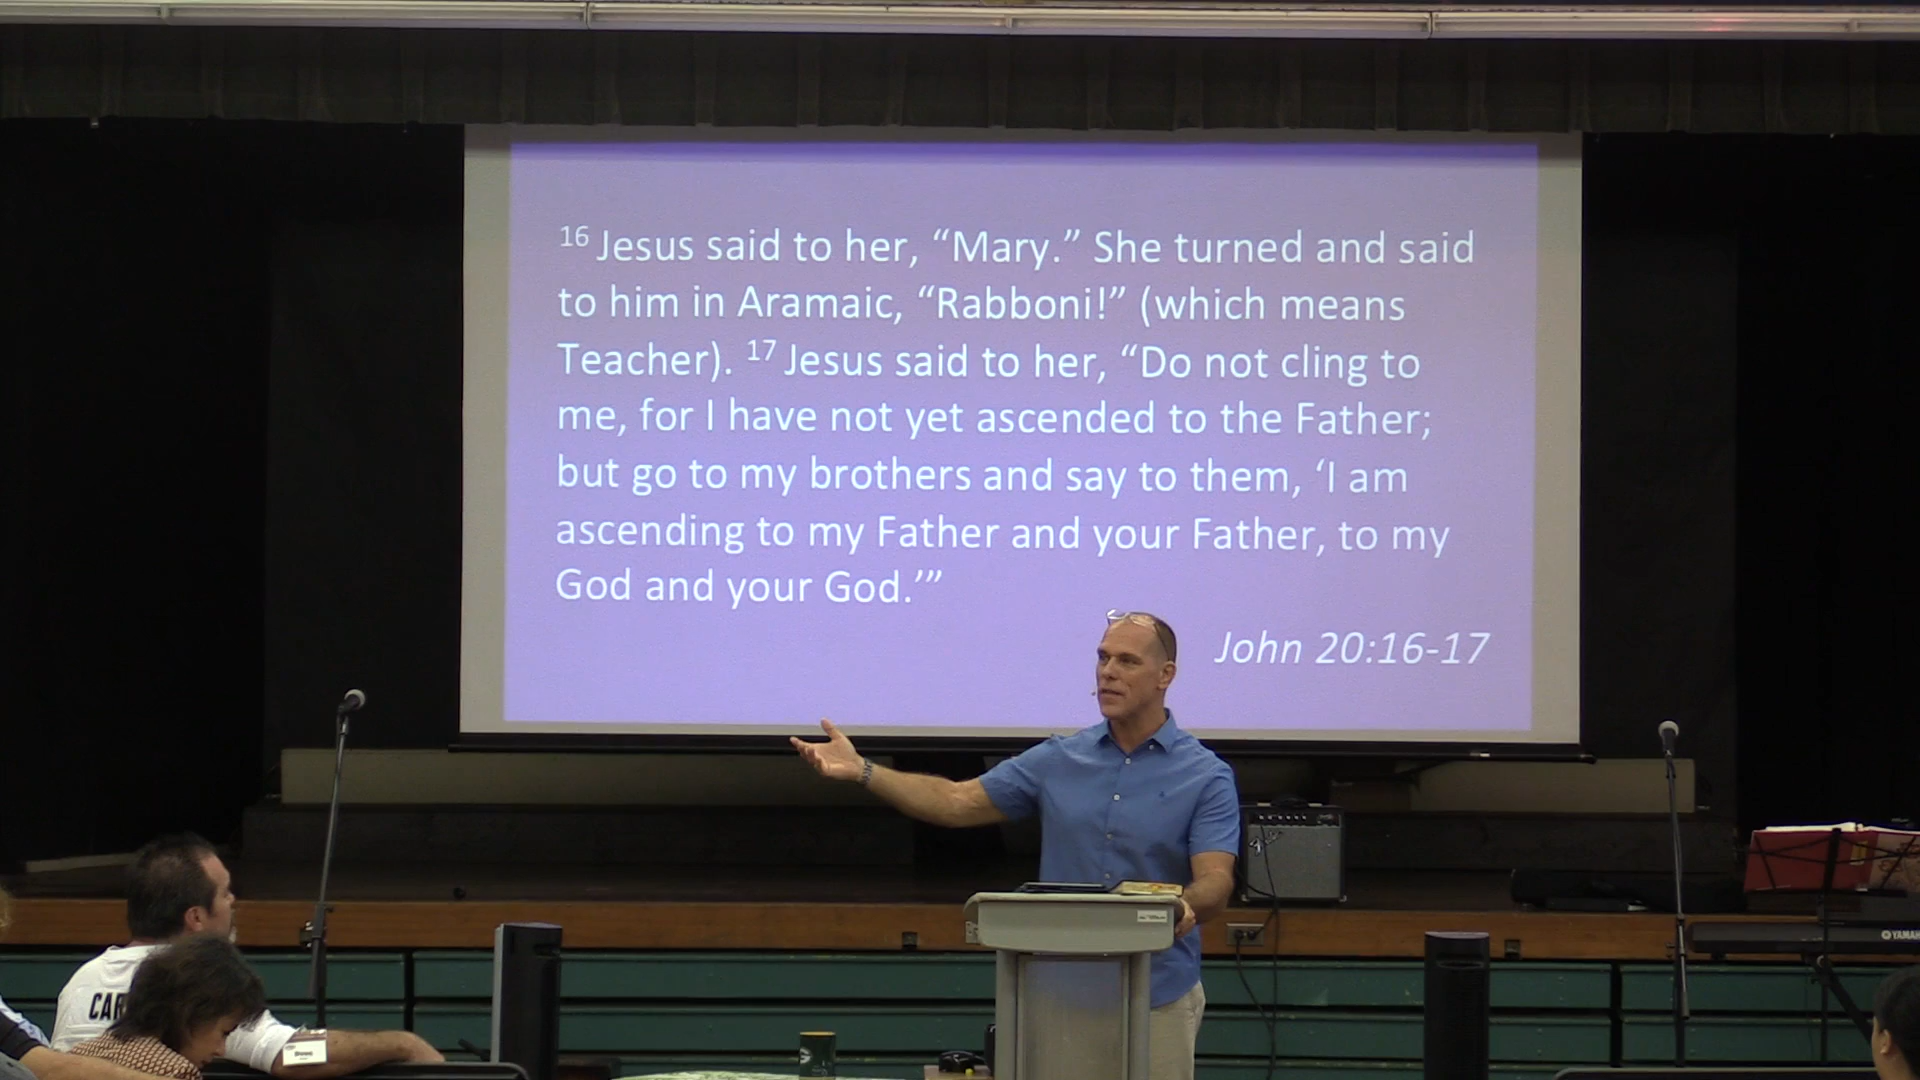 16 Jesus said to her, “Mary.” She turned and said
to him in Aramaic, “Rabboni!” (which means
Teacher). 17 Jesus said to her, “Do not cling to
me, for I have not yet ascended to the Father;
but go to my brothers and say to them, ‘I am
ascending to my Father and your Father, to my
God and your God.’”
John 20:16-17
Fender
YAMAH
CAR